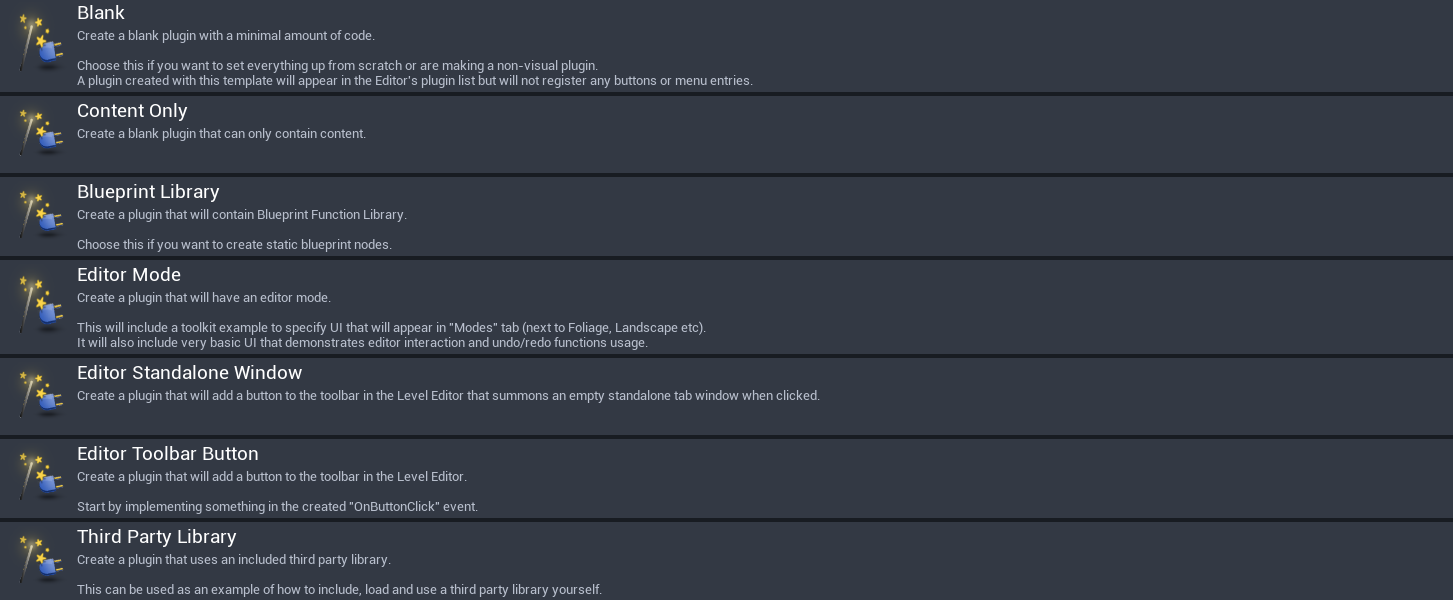 Blank
Create a blank plugin with a minimal amount of code.
Choose this if you want to set everything up from scratch or are making a non-visual plugin.
A plugin created with this template will appear in the Editor's plugin list but will not register any buttons or menu entries.
Content Only
Create a blank plugin that can only contain content.
Blueprint Library
Create a plugin that will contain Blueprint Function Library.
Choose this if you want to create static blueprint nodes.
Editor Mode
Create a plugin that will have an editor mode.
This will include a toolkit example to specify UI that will appear in "Modes" tab (next to Foliage, Landscape etc).
It will also include very basic UI that demonstrates editor interaction and undo/redo functions usage.
Editor Standalone Window
Create a plugin that will add a button to the toolbar in the Level Editor that summons an empty standalone tab window when clicked.
Editor Toolbar Button
Create a plugin that will add a button to the toolbar in the Level Editor.
Start by implementing something in the created "OnButtonClick" event.
Third Party Library
Create a plugin that uses an included third party library.
This can be used as an example of how to include, load and use a third party library yourself.